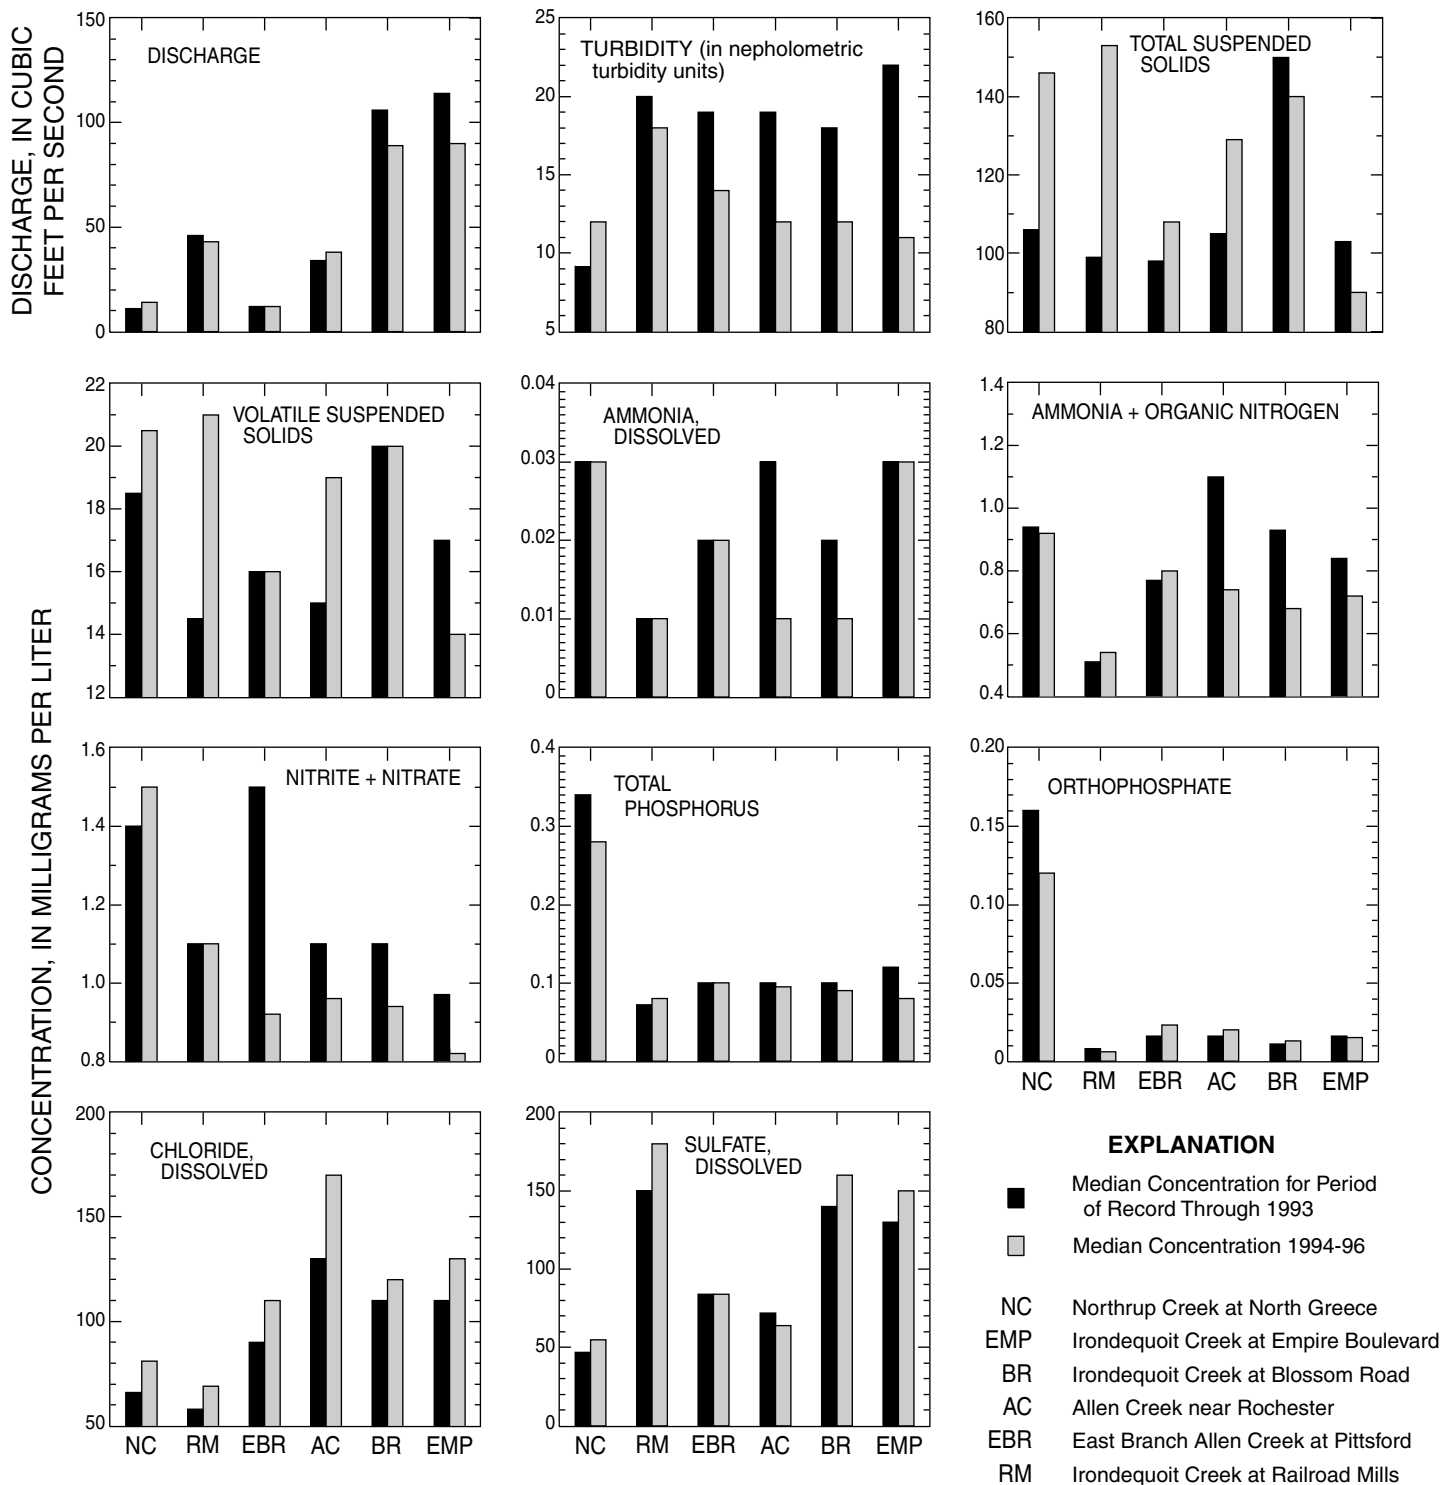 DISCHARGE, IN CUBIC
FEET PER SECOND
150
100
50
0
DISCHARGE
25
20
15
10
5
TURBIDITY (in nepholometric
turbidity units)
160
140
120
100
80
TOTAL SUSPENDED
SOLIDS
CONCENTRATION, IN MILLIGRAMS PER LITER
22
20
18
16
14
12
VOLATILE SUSPENDED
SOLIDS
0.04
0.03
0.02
0.01
0
AMMONIA,
DISSOLVED
1.4
1.2
1.0
0.8
0.6
0.4
AMMONIA + ORGANIC NITROGEN
1.6
1.4
1.2
1.0
0.8
NITRITE + NITRATE
0.4
0.3
0.2
0.1
0
TOTAL
PHOSPHORUS
0.20
0.15
0.10
0.05
0
ORTHOPHOSPHATE
NC RM EBR AC BR EMP
200
150
100
50
CHLORIDE,
DISSOLVED
NC RM EBR AC BR EMP
200
150
100
50
0
SULFATE,
DISSOLVED
NC RM EBR AC BR EMP
EXPLANATION
Median Concentration for Period
of Record Through 1993
Median Concentration 1994-96
NC Northrup Creek at North Greece
EMP Irondequoit Creek at Empire Boulevard
BR Irondequoit Creek at Blossom Road
AC Allen Creek near Rochester
EBR East Branch Allen Creek at Pittsford
RM Irondequoit Creek at Railroad Mills